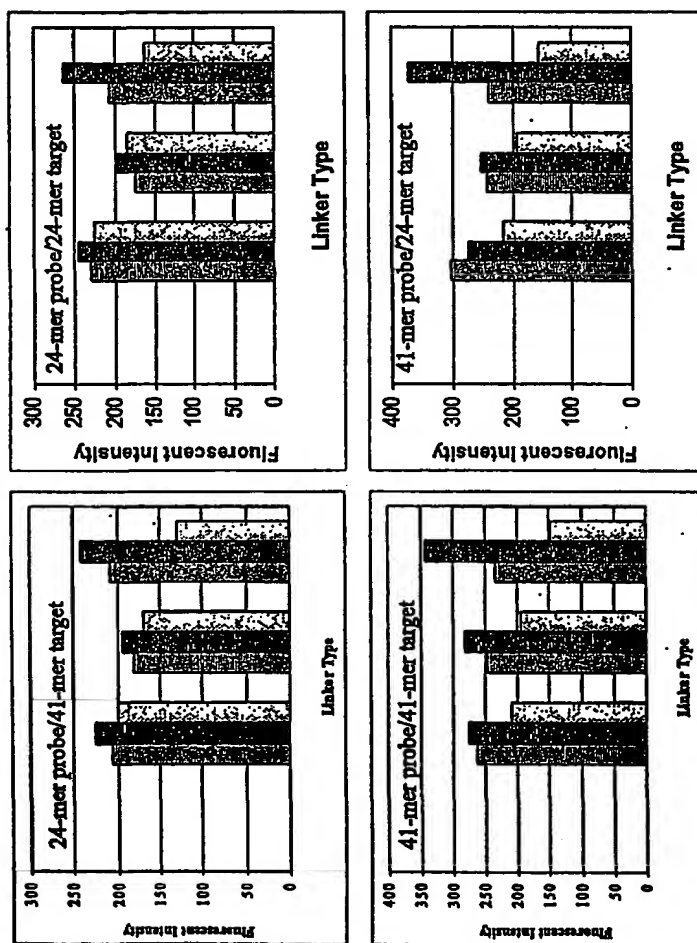 24-mer probe/41-mer target
Fluorescent Intensity
300
250
200
150
100
50
0
Linker Type
24-mer probe/24-mer target
Fluorescent Intensity
300
250
200
150
100
50
0
Linker Type
41-mer probe/41-mer target
Fluorescent Intensity
400
350
300
250
200
150
100
50
0
Linker Type
41-mer probe/24-mer target
Fluorescent Intensity
400
300
200
100
0
Linker Type